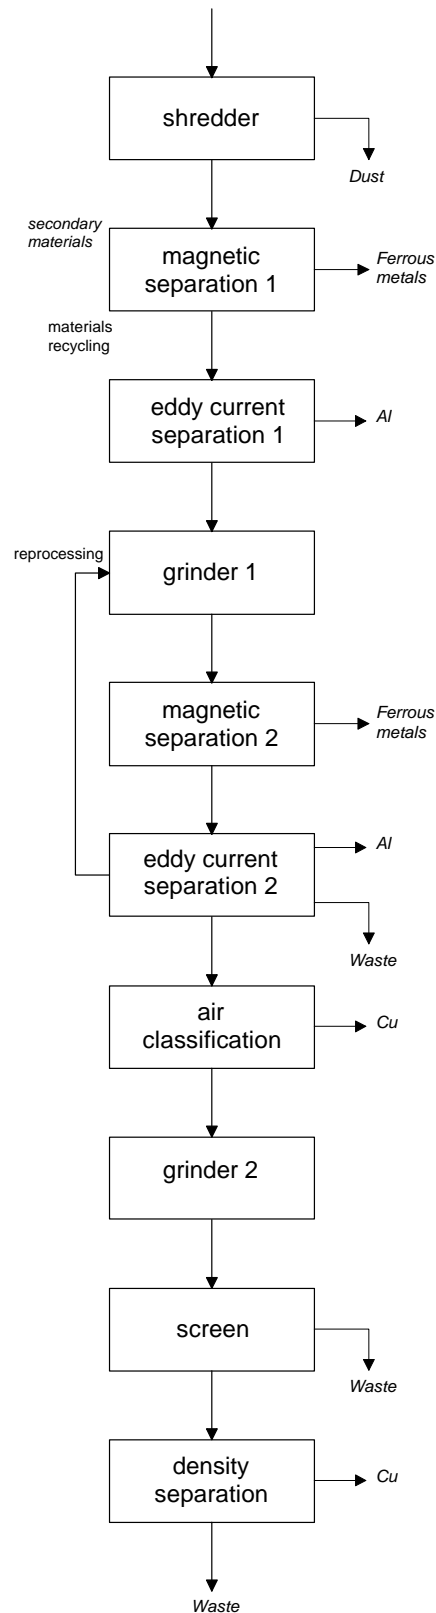 shredder
Dust
secondary
materials
magnetic
separation 1
Ferrous
metals
materials
recycling
eddy current
separation 1
Al
reprocessing
grinder 1
magnetic
separation 2
Ferrous
metals
eddy current
separation 2
Al
Waste
air
classification
Cu
grinder 2
screen
Waste
density
separation
Cu
Waste